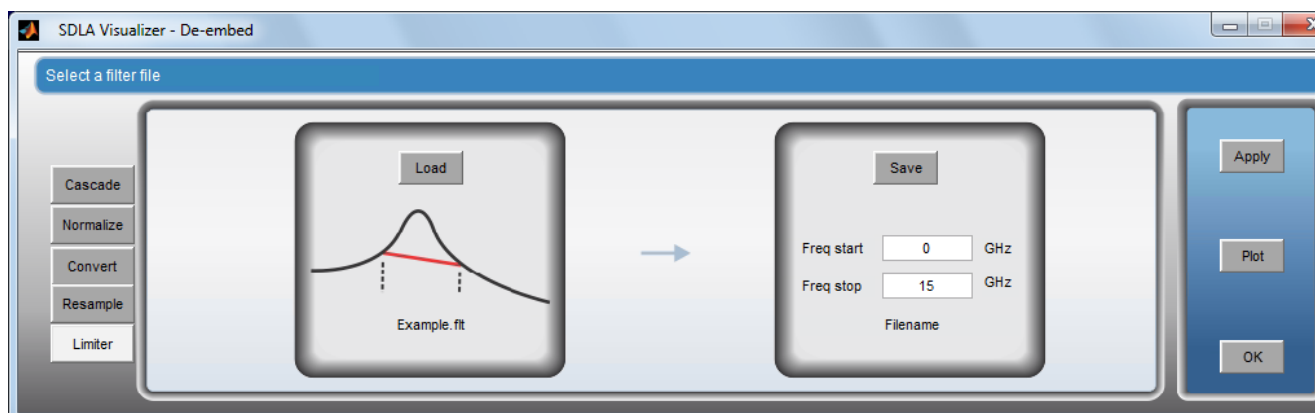 SDLA Visualizer - De-embed
Select a filter file
Cascade
Normalize
Convert
Resample
Limiter
Load
Example.flt
Save
Freq start 0 GHz
Freq stop 15 GHz
Filename
Apply
Plot
OK